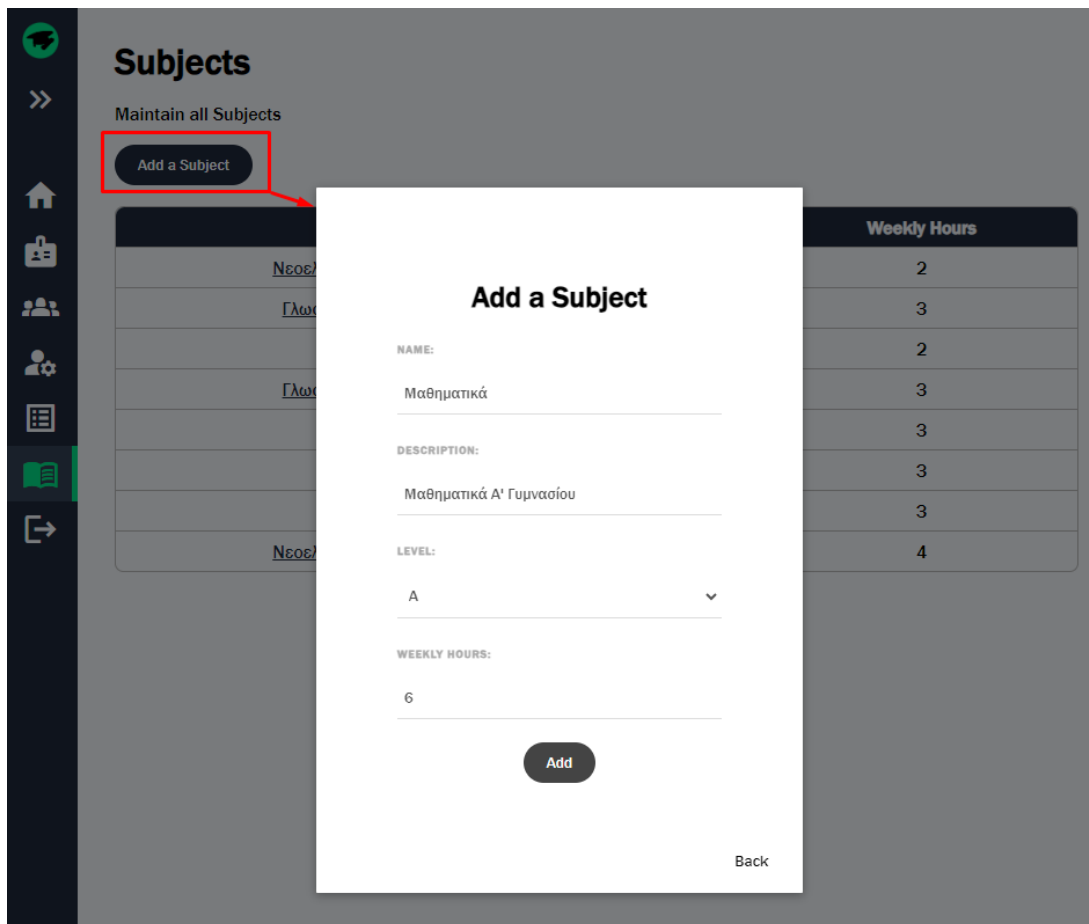 Subjects
Maintain all Subjects
Add a Subject
Weekly Hours
2
3
2
3
3
3
3
4
Add a Subject
NAME:
Μαθηματικά
DESCRIPTION:
Μαθηματικά Α' Γυμνασίου
LEVEL:
Α
WEEKLY HOURS:
6
Add
Back